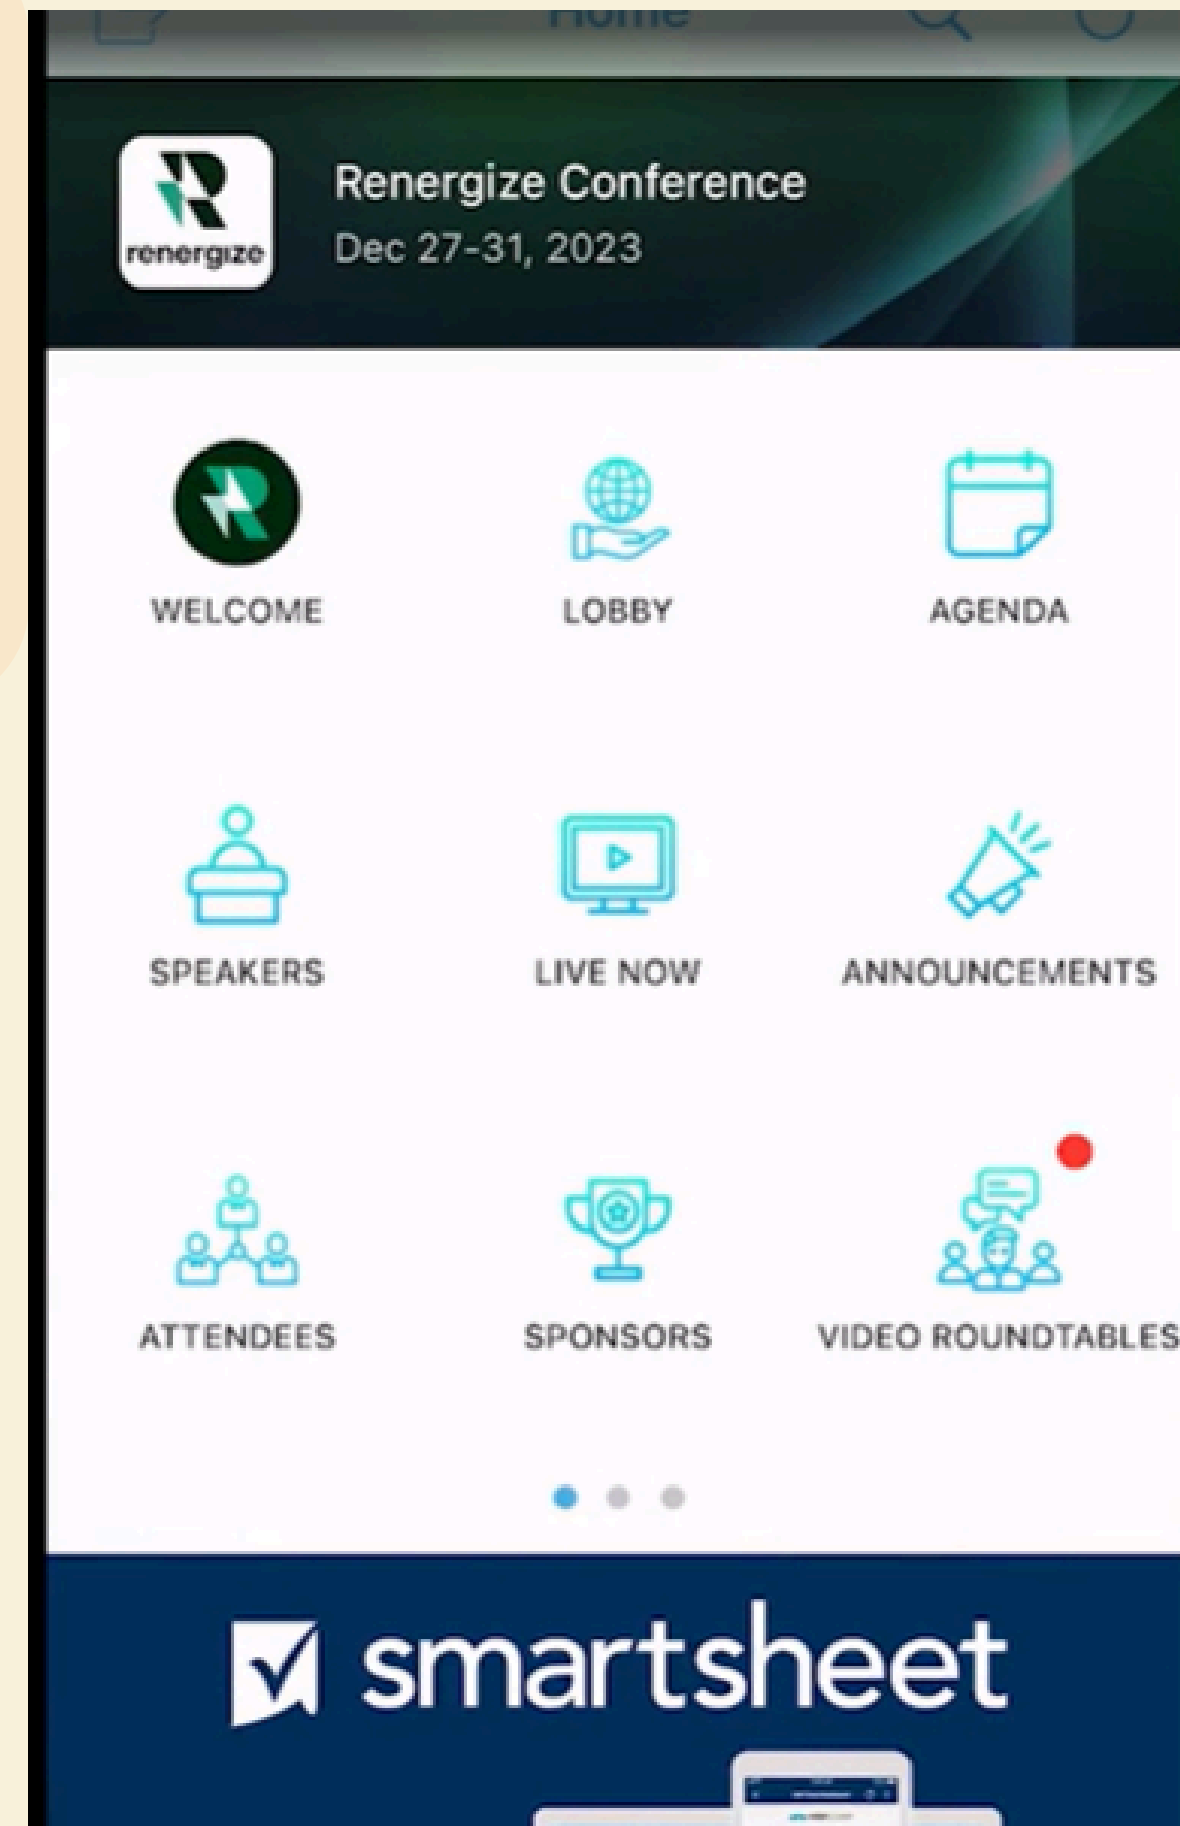 Home
renergize
Renergize Conference
Dec 27-31, 2023
WELCOME
LOBBY
AGENDA
SPEAKERS
LIVE NOW
ANNOUNCEMENTS
ATTENDEES
SPONSORS
VIDEO ROUNDTABLES
smartsheet